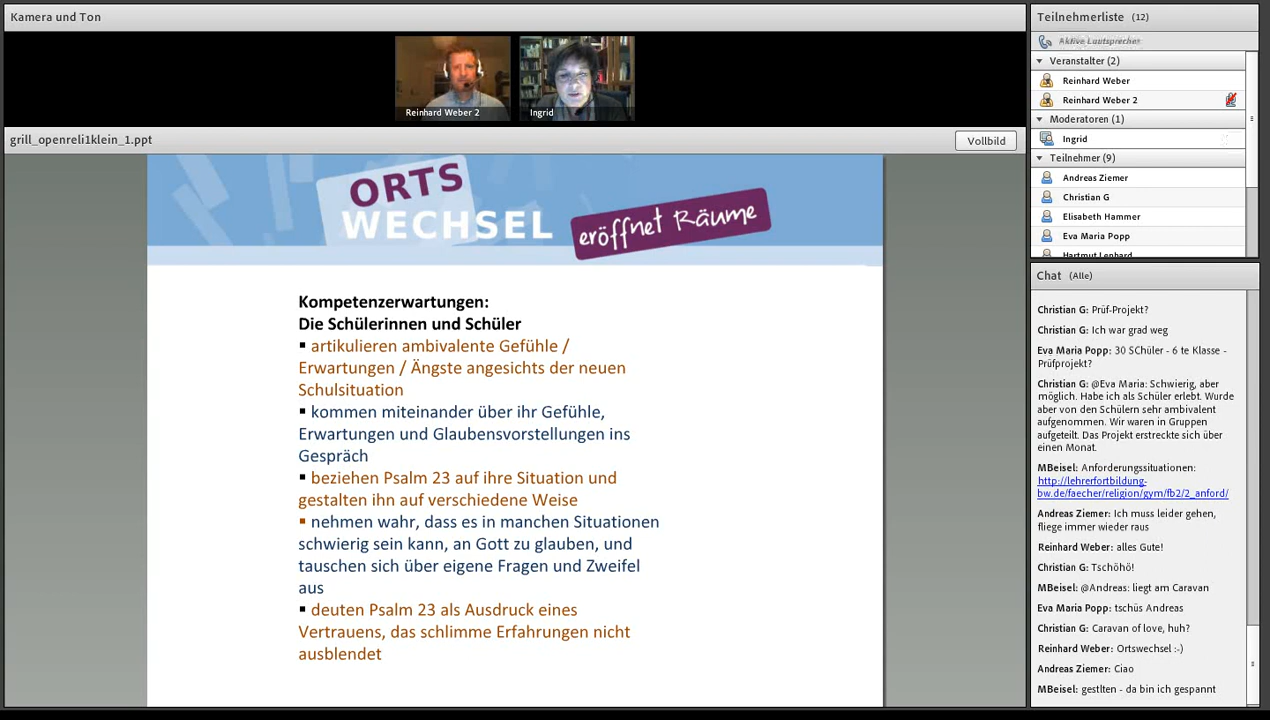 Kamera und Ton
Reinhard Weber 2
Ingrid
grill_openreli1klein_1.ppt
Vollbild
ORTS
WECHSEL
eröffnet Räume
Kompetenzerwartungen:
Die Schülerinnen und Schüler
▪ artikulieren ambivalente Gefühle /
Erwartungen / Ängste angesichts der neuen
Schulsituation
▪ kommen miteinander über ihr Gefühle,
Erwartungen und Glaubensvorstellungen ins
Gespräch
▪ beziehen Psalm 23 auf ihre Situation und
gestalten ihn auf verschiedene Weise
▪ nehmen wahr, dass es in manchen Situationen
schwierig sein kann, an Gott zu glauben, und
tauschen sich über eigene Fragen und Zweifel
aus
▪ deuten Psalm 23 als Ausdruck eines
Vertrauens, das schlimme Erfahrungen nicht
ausblendet
Teilnehmerliste (12)
Aktive Lautsprecher
Veranstalter (2)
Reinhard Weber
Reinhard Weber 2
Moderatoren (1)
Ingrid
Teilnehmer (9)
Andreas Ziemer
Christian G
Elisabeth Hammer
Eva Maria Popp
Hartmut Lenhard
Chat (Alle)
Christian G: Prüf-Projekt?
Christian G: Ich war grad weg
Eva Maria Popp: 30 SChüler - 6 te Klasse -
Prüfprojekt?
Christian G: @Eva Maria: Schwierig, aber
möglich. Habe ich als Schüler erlebt. Wurde
aber von den Schülern sehr ambivalent
aufgenommen. Wir waren in Gruppen
aufgeteilt. Das Projekt erstreckte sich über
einen Monat.
MBeisel: Anforderungssituationen:
http://lehrerfortbildung-
bw.de/faecher/religion/gym/fb2/2_anford/
Andreas Ziemer: Ich muss leider gehen,
fliege immer wieder raus
Reinhard Weber: alles Gute!
Christian G: Tschöhö!
MBeisel: @Andreas: liegt am Caravan
Eva Maria Popp: tschüs Andreas
Christian G: Caravan of love, huh?
Reinhard Weber: Ortswechsel :-)
Andreas Ziemer: Ciao
MBeisel: gestlten - da bin ich gespannt